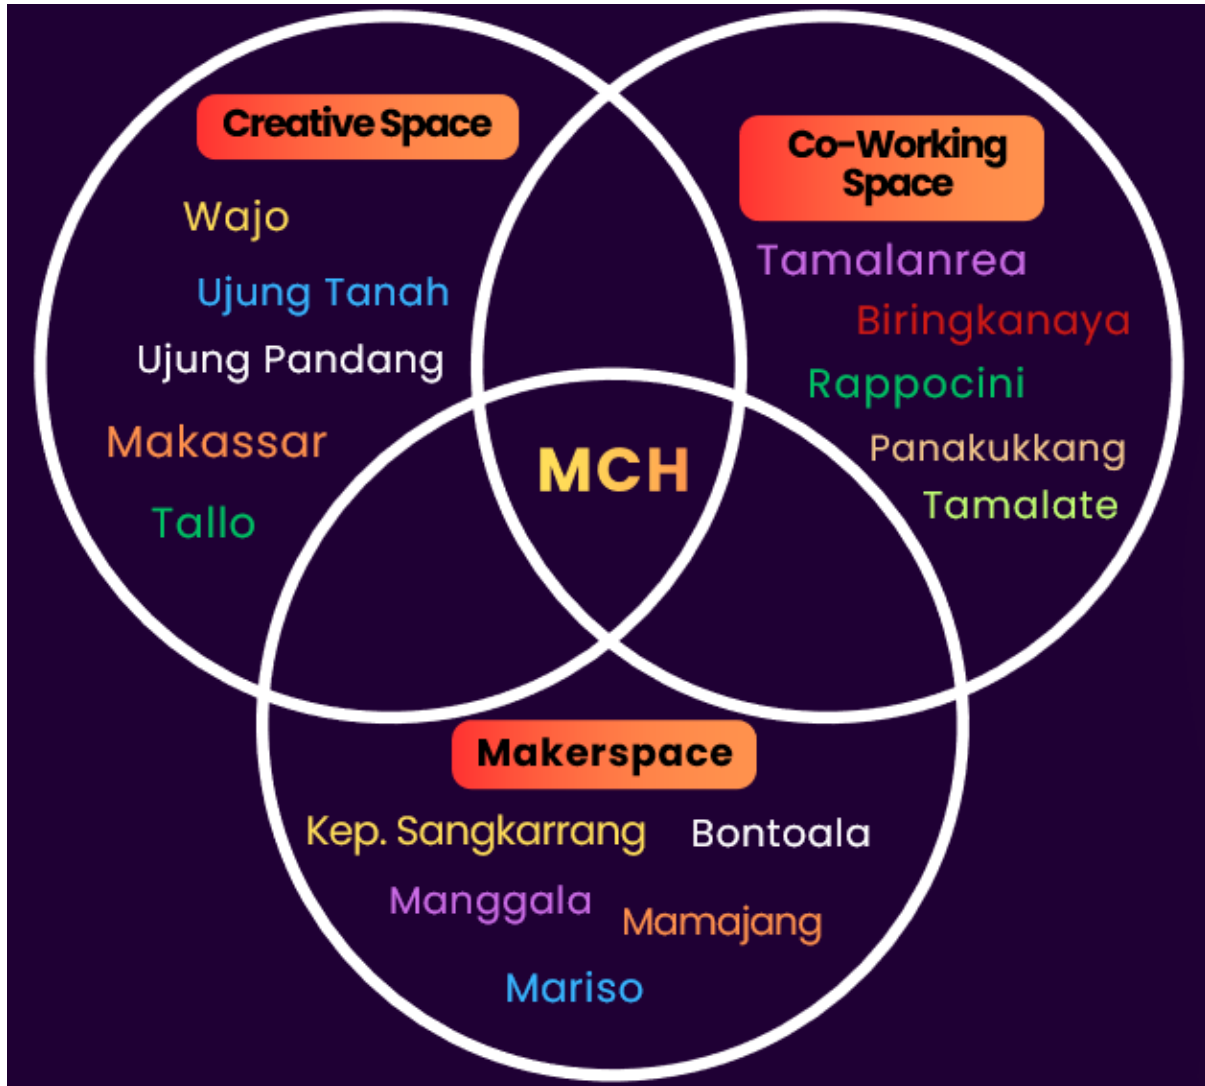 Creative Space
Wajo
Ujung Tanah
Ujung Pandang
Makassar
Tallo
Co-Working
Space
Tamalanrea
Biringkanaya
Rappocini
Panakukkang
Tamalate
MCH
Makerspace
Kep. Sangkarrang
Bontoala
Manggala
Mamajang
Mariso